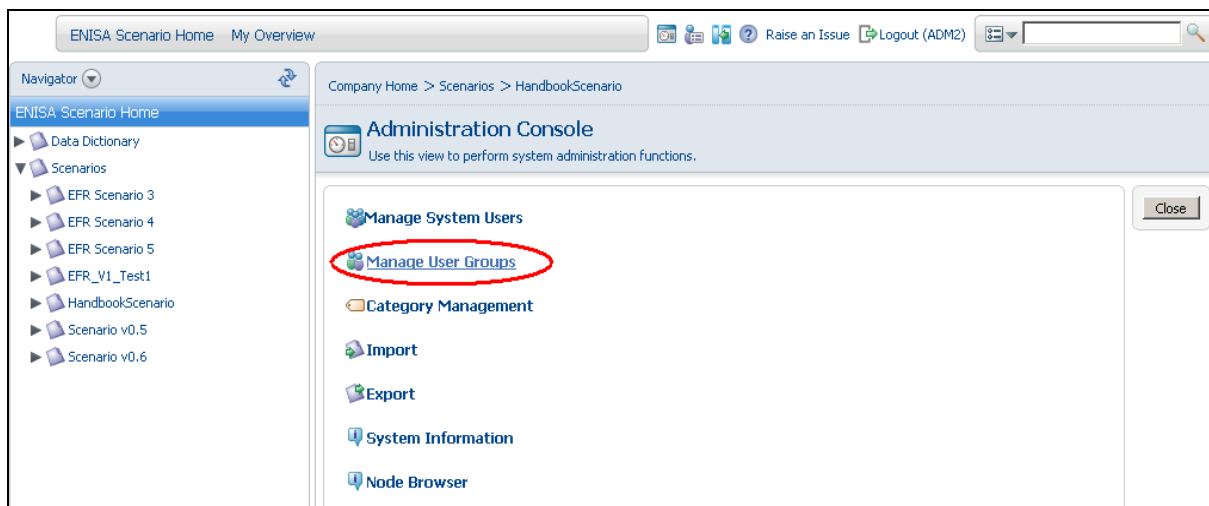 ENISA Scenario Home My Overview
Raise an Issue Logout (ADM2)
Navigator
ENISA Scenario Home
Data Dictionary
Scenarios
EFR Scenario 3
EFR Scenario 4
EFR Scenario 5
EFR_V1_Test1
HandbookScenario
Scenario v0.5
Scenario v0.6
Company Home > Scenarios > HandbookScenario
Administration Console
Use this view to perform system administration functions.
Manage System Users
Manage User Groups
Category Management
Import
Export
System Information
Node Browser
Close